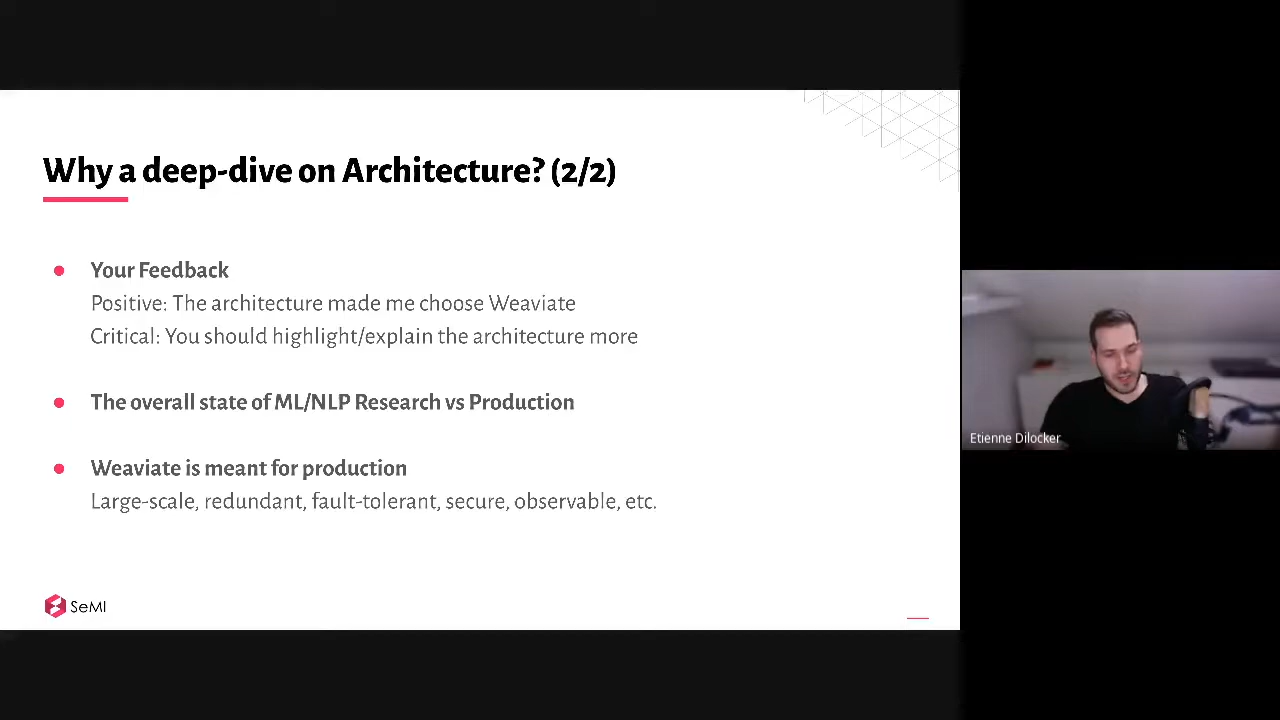 Why a deep-dive on Architecture? (2/2)
Your Feedback
Positive: The architecture made me choose Weaviate
Critical: You should highlight/explain the architecture more
The overall state of ML/NLP Research vs Production
Weaviate is meant for production
Large-scale, redundant, fault-tolerant, secure, observable, etc.
SeMI
Etienne Dilocker